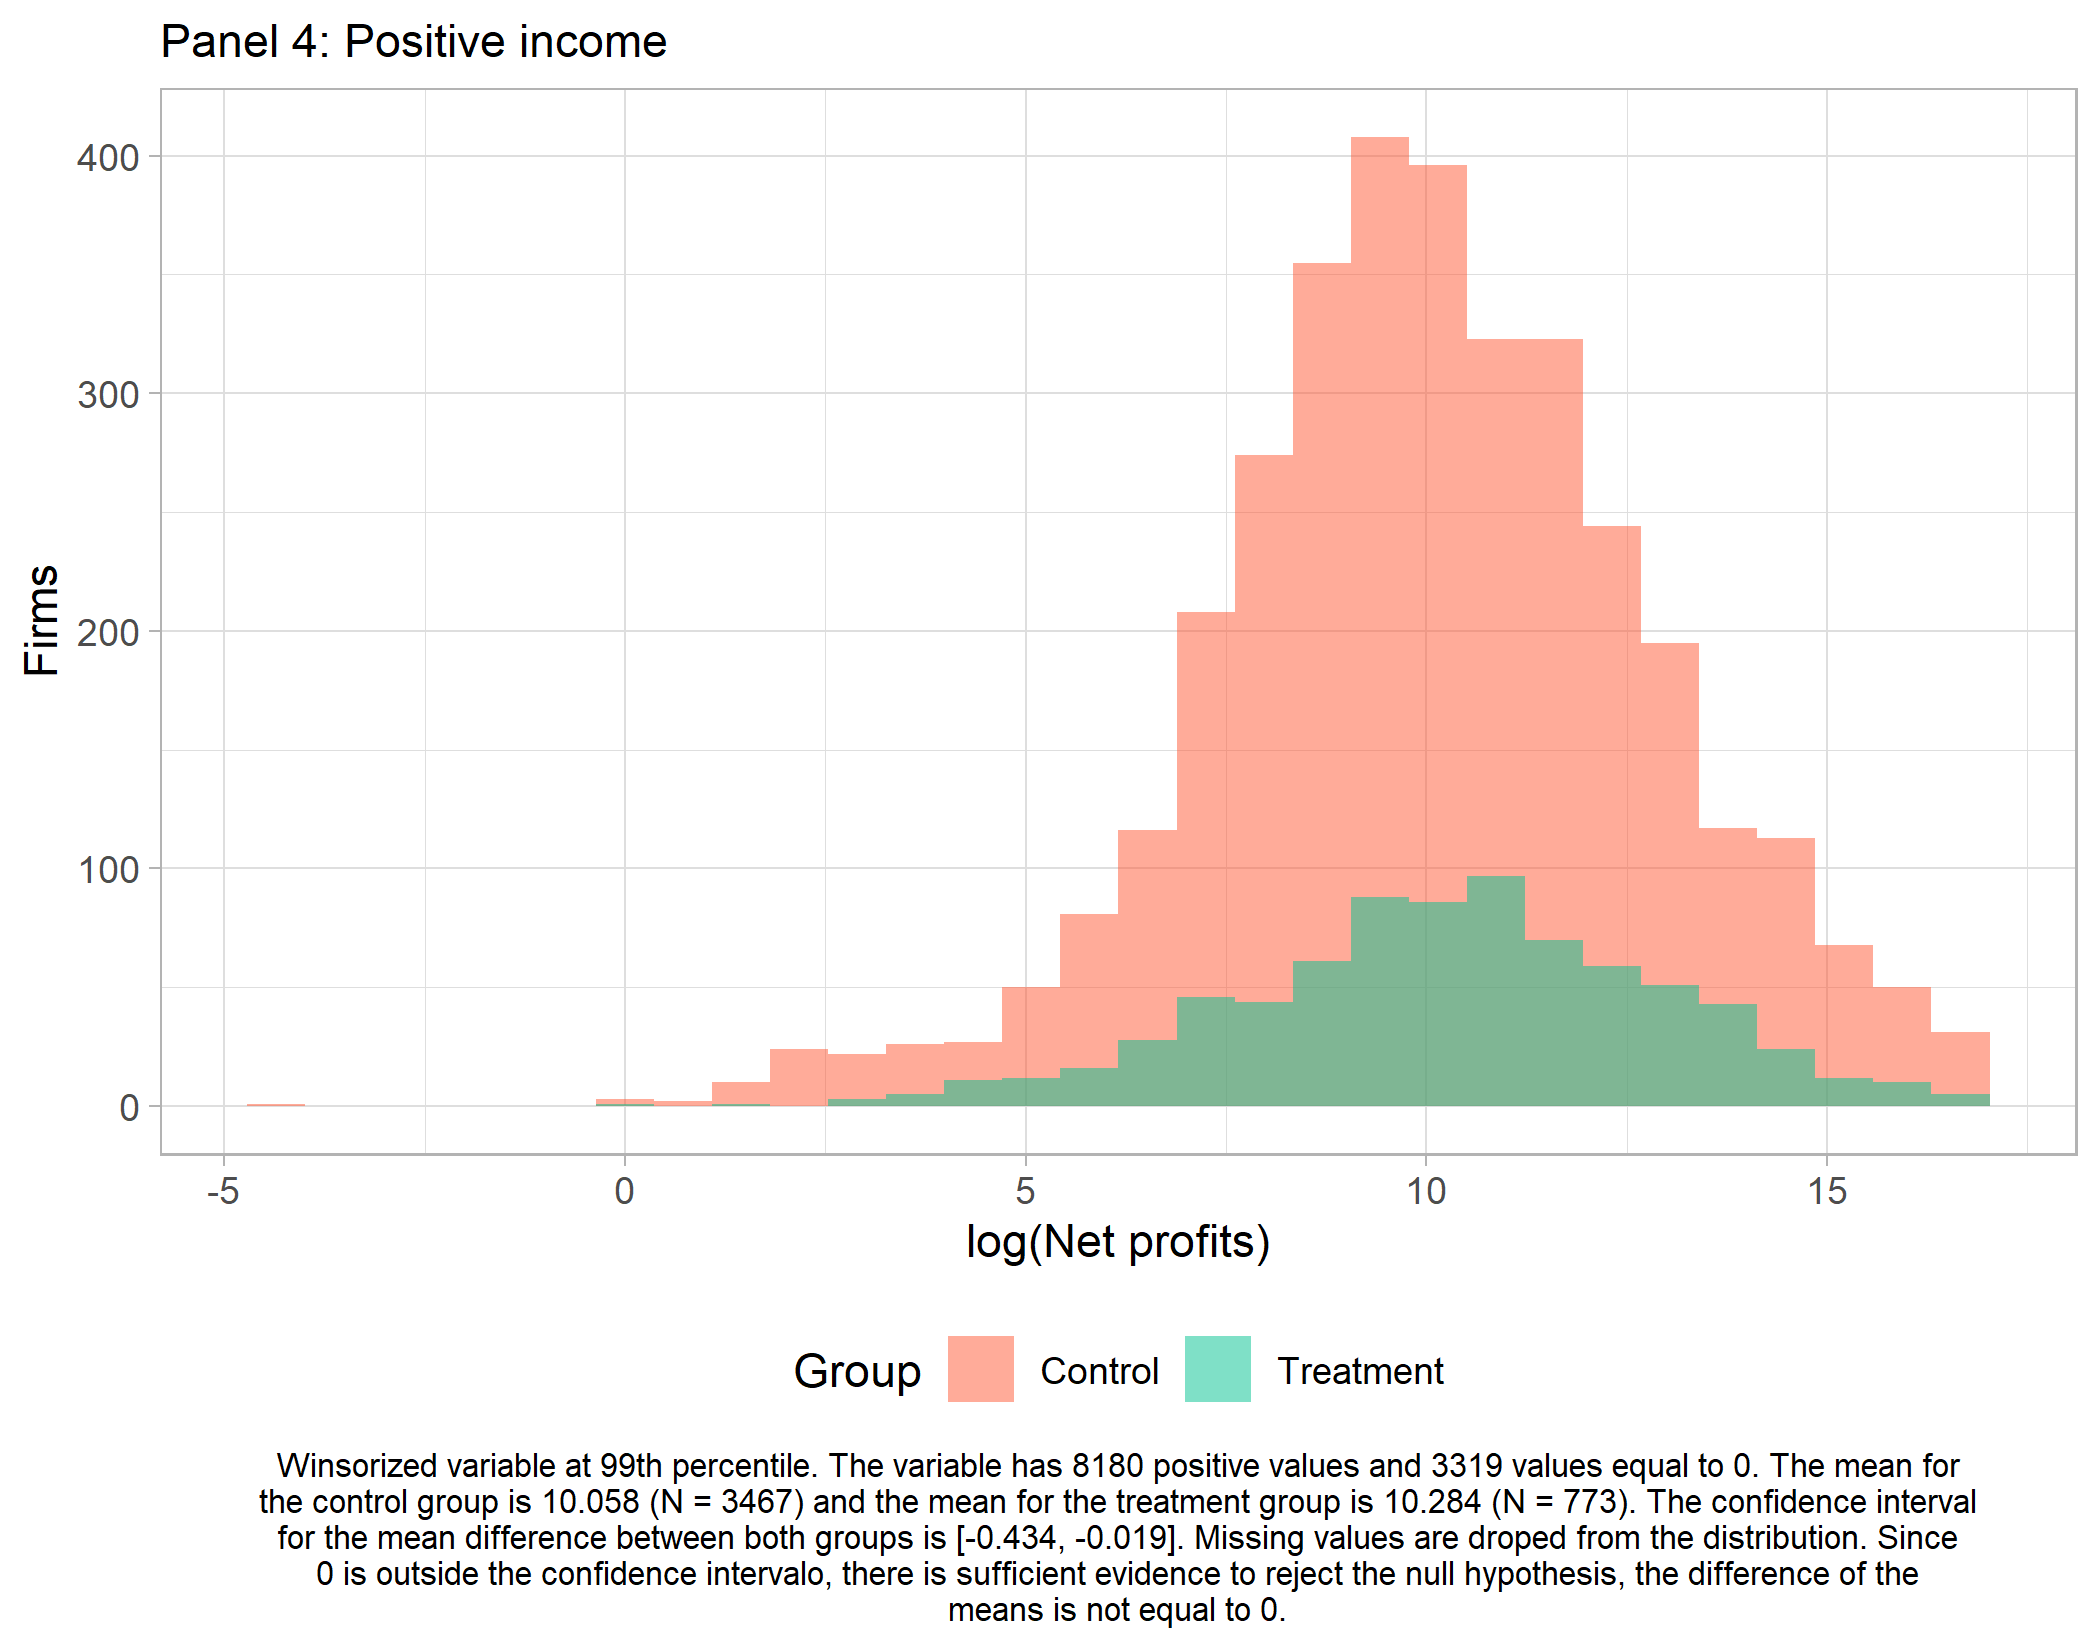 Panel 4: Positive income
400
300
200
100
0
Firms
-5
0
5
10
15
log(Net profits)
Group
Control
Treatment
Winsorized variable at 99th percentile. The variable has 8180 positive values and 3319 values equal to 0. The mean for
the control group is 10.058 (N = 3467) and the mean for the treatment group is 10.284 (N = 773). The confidence interval
for the mean difference between both groups is [-0.434, -0.019]. Missing values are droped from the distribution. Since
0 is outside the confidence intervalo, there is sufficient evidence to reject the null hypothesis, the difference of the
means is not equal to 0.